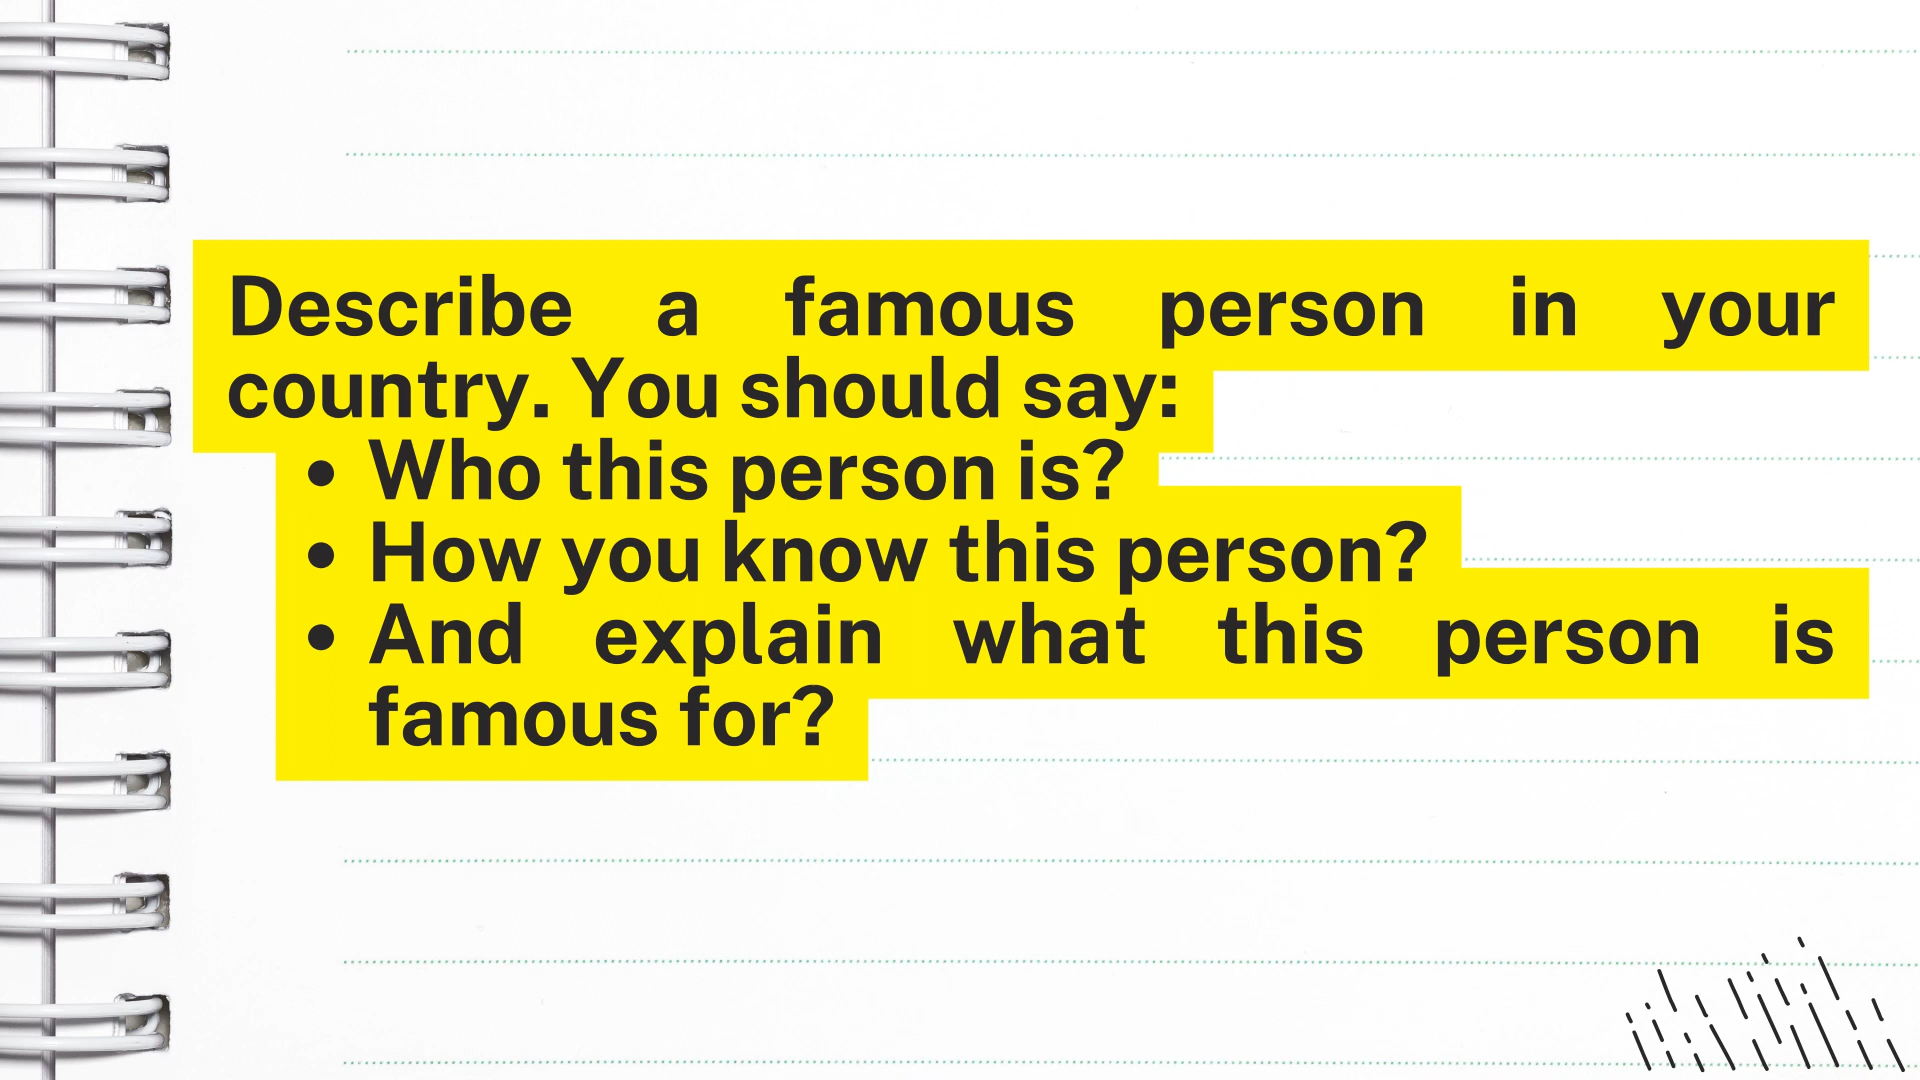 Describe a famous person in your
country. You should say:
• Who this person is?
• How you know this person?
• And explain what this person is
famous for?